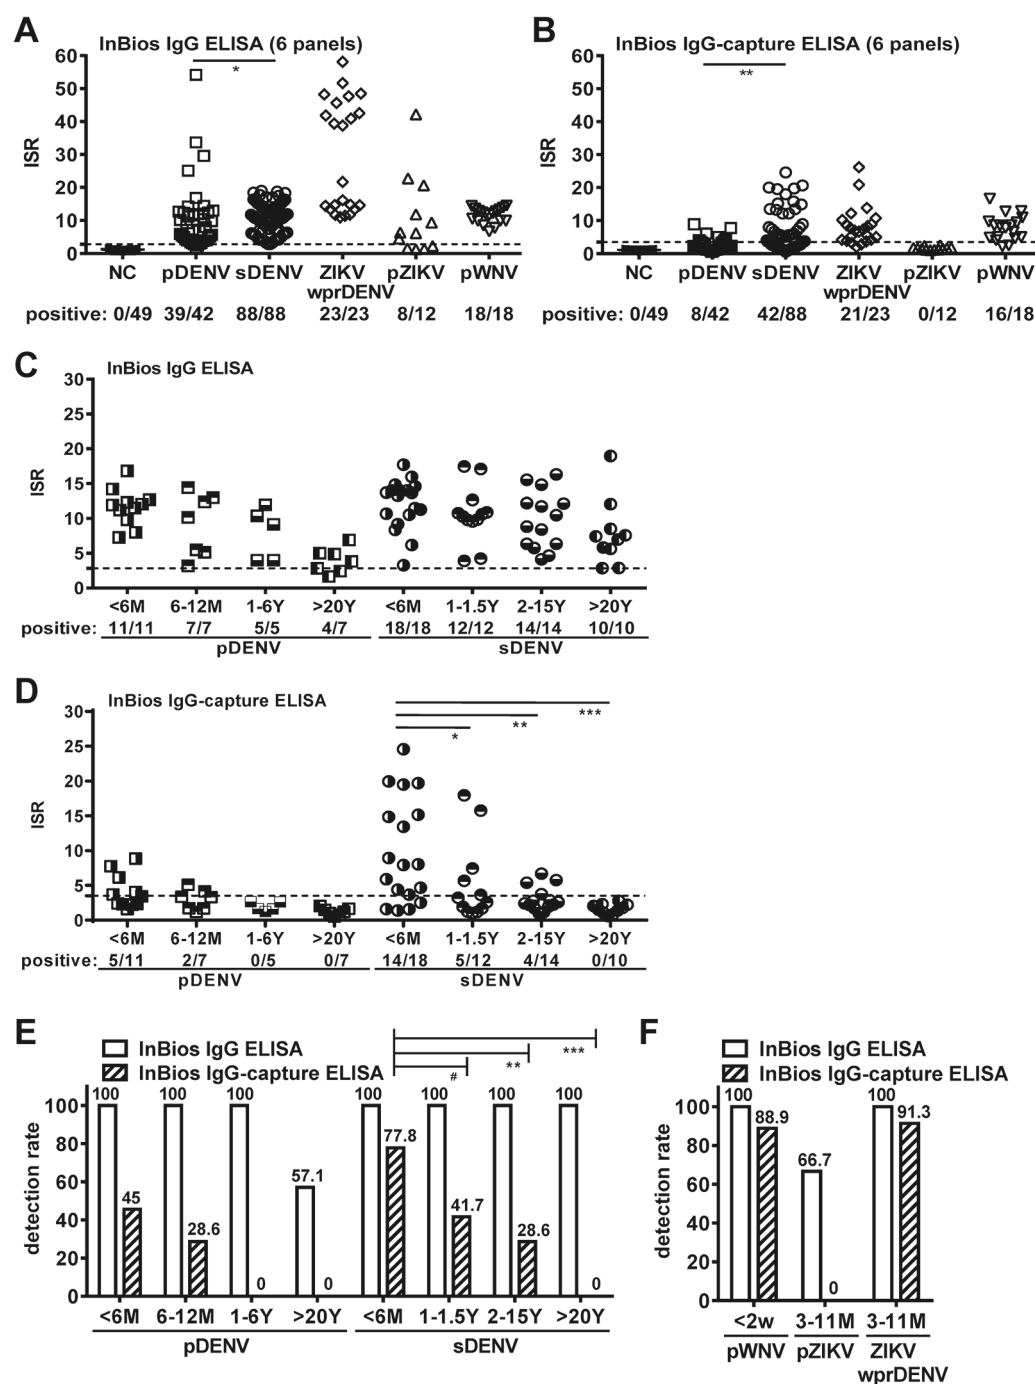 A
InBios IgG ELISA (6 panels)
60
50
40
30
20
10
0
ISR
*
NC pDENV sDENV ZIKV pZIKV pWNV
wprDENV
positive: 0/49 39/42 88/88 23/23 8/12 18/18
B
InBios IgG-capture ELISA (6 panels)
60
50
40
30
20
10
0
ISR
**
NC pDENV sDENV ZIKV pZIKV pWNV
wprDENV
positive: 0/49 8/42 42/88 21/23 0/12 16/18
C
InBios IgG ELISA
30
25
20
15
10
5
0
ISR
<6M 6-12M 1-6Y >20Y <6M 1-1.5Y 2-15Y >20Y
positive: 11/11 7/7 5/5 4/7 18/18 12/12 14/14 10/10
pDENV sDENV
D
InBios IgG-capture ELISA
30
25
20
15
10
5
0
ISR
***
**
*
<6M 6-12M 1-6Y >20Y <6M 1-1.5Y 2-15Y >20Y
positive: 5/11 2/7 0/5 0/7 14/18 5/12 4/14 0/10
pDENV sDENV
E
InBios IgG ELISA
InBios IgG-capture ELISA
***
**
#
100
80
60
40
20
0
detection rate
100 45 100 28.6 100 0 57.1 0 100 77.8 100 41.7 100 28.6 100 0
<6M 6-12M 1-6Y >20Y <6M 1-1.5Y 2-15Y >20Y
pDENV sDENV
F
InBios IgG ELISA
InBios IgG-capture ELISA
100
80
60
40
20
0
detection rate
100 88.9 66.7 0 100 91.3
<2w 3-11M 3-11M
pWNV pZIKV ZIKV
wprDENV